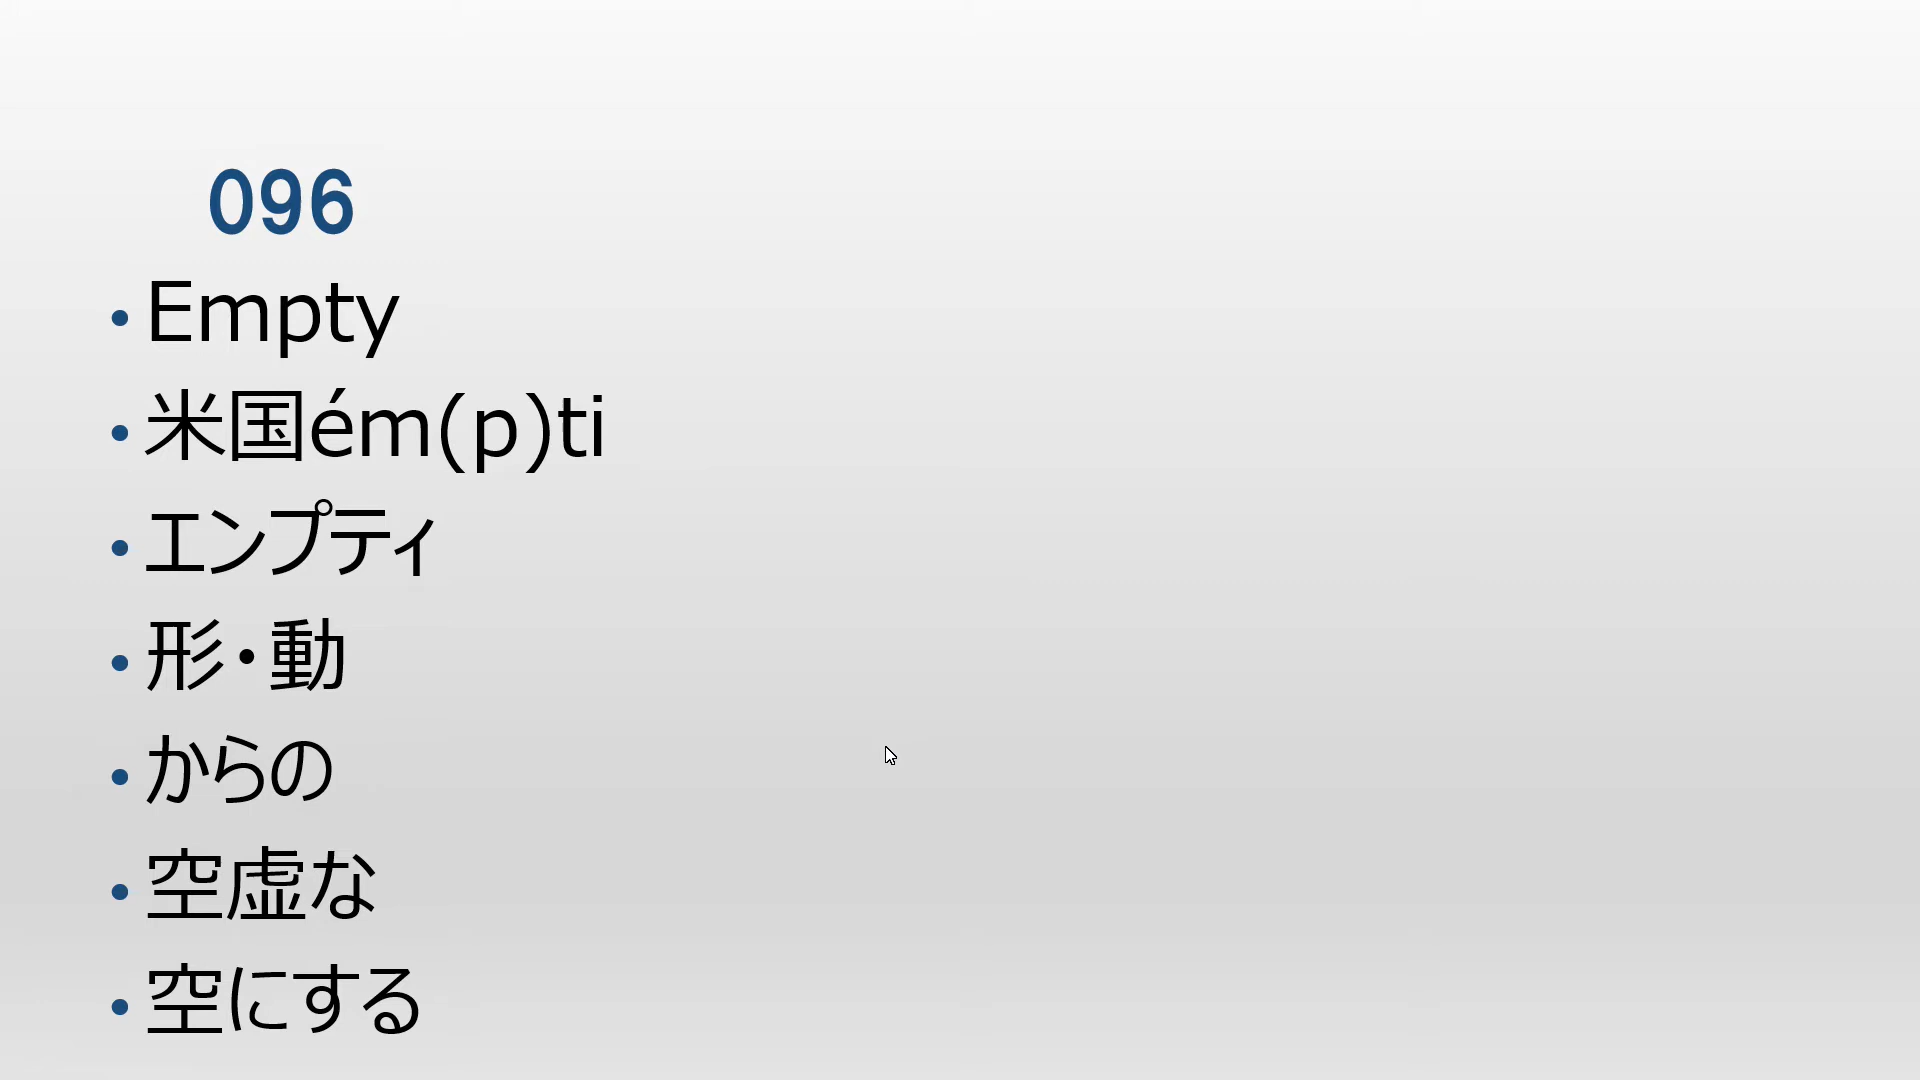 096
Empty
米国ém(p)ti
エンプティ
形・動
からの
空虚な
空にする